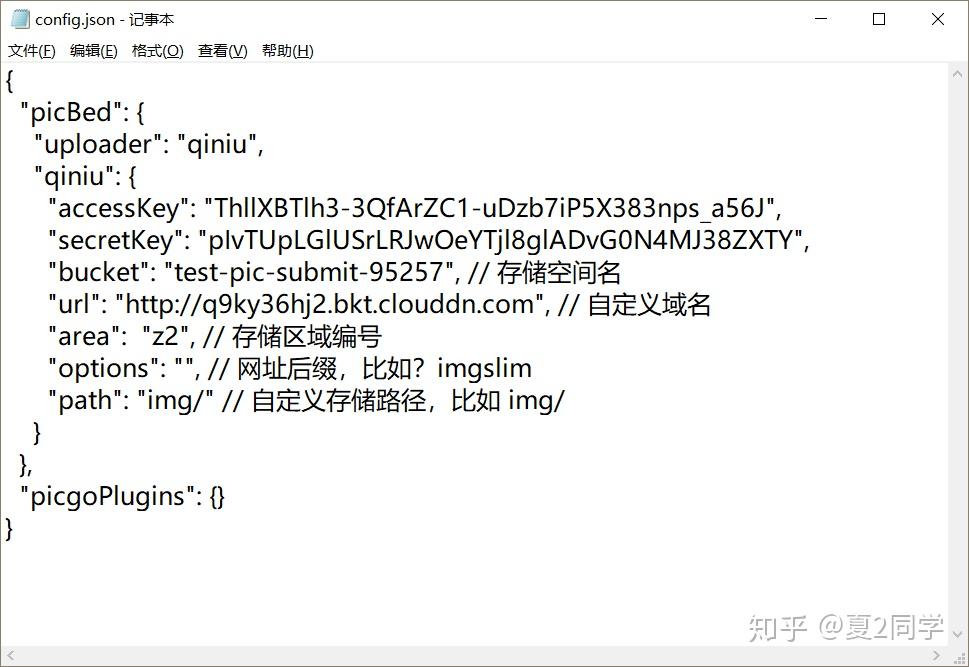 config.json - 记事本
文件(F) 编辑(E) 格式(O) 查看(V) 帮助(H)
{
  "picBed": {
    "uploader": "qiniu",
    "qiniu": {
      "accessKey": "ThllXBTlh3-3QfArZC1-uDzb7iP5X383nps_a56J",
      "secretKey": "plvTUpLGlUSrLRJwOeYTjl8glADvG0N4MJ38ZXTY",
      "bucket": "test-pic-submit-95257", // 存储空间名
      "url": "http://q9ky36hj2.bkt.clouddn.com", // 自定义域名
      "area":  "z2", // 存储区域编号
      "options": "", // 网址后缀，比如？imgslim
      "path": "img/" // 自定义存储路径，比如 img/
    }
  },
  "picgoPlugins": {}
}
知乎 @夏2同学